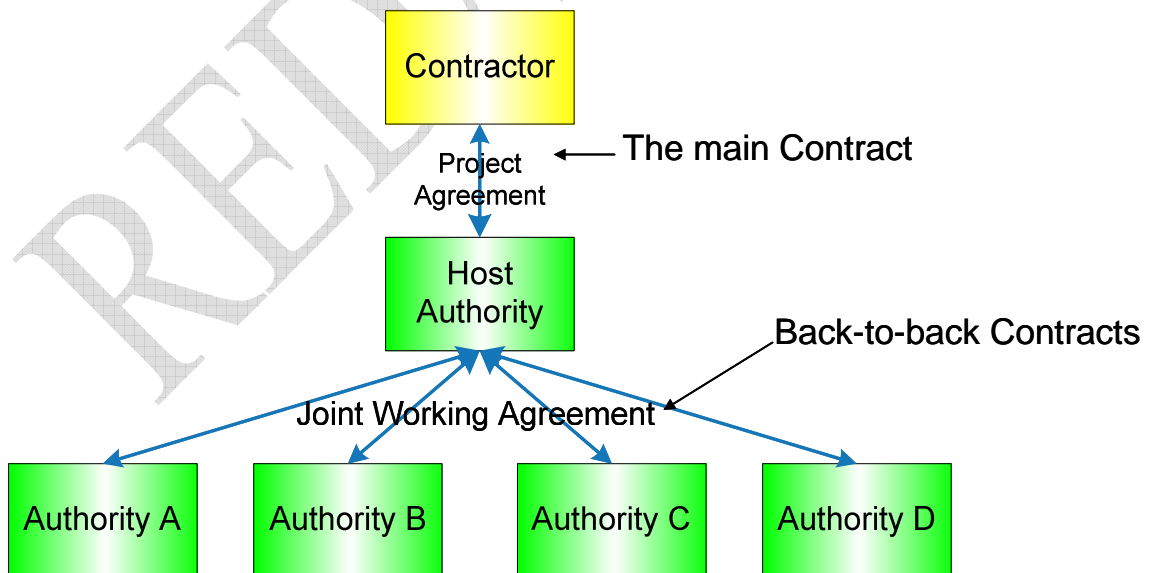 Contractor
The main Contract
Project
Agreement
Host
Authority
Back-to-back Contracts
Joint Working Agreement
Authority A
Authority B
Authority C
Authority D